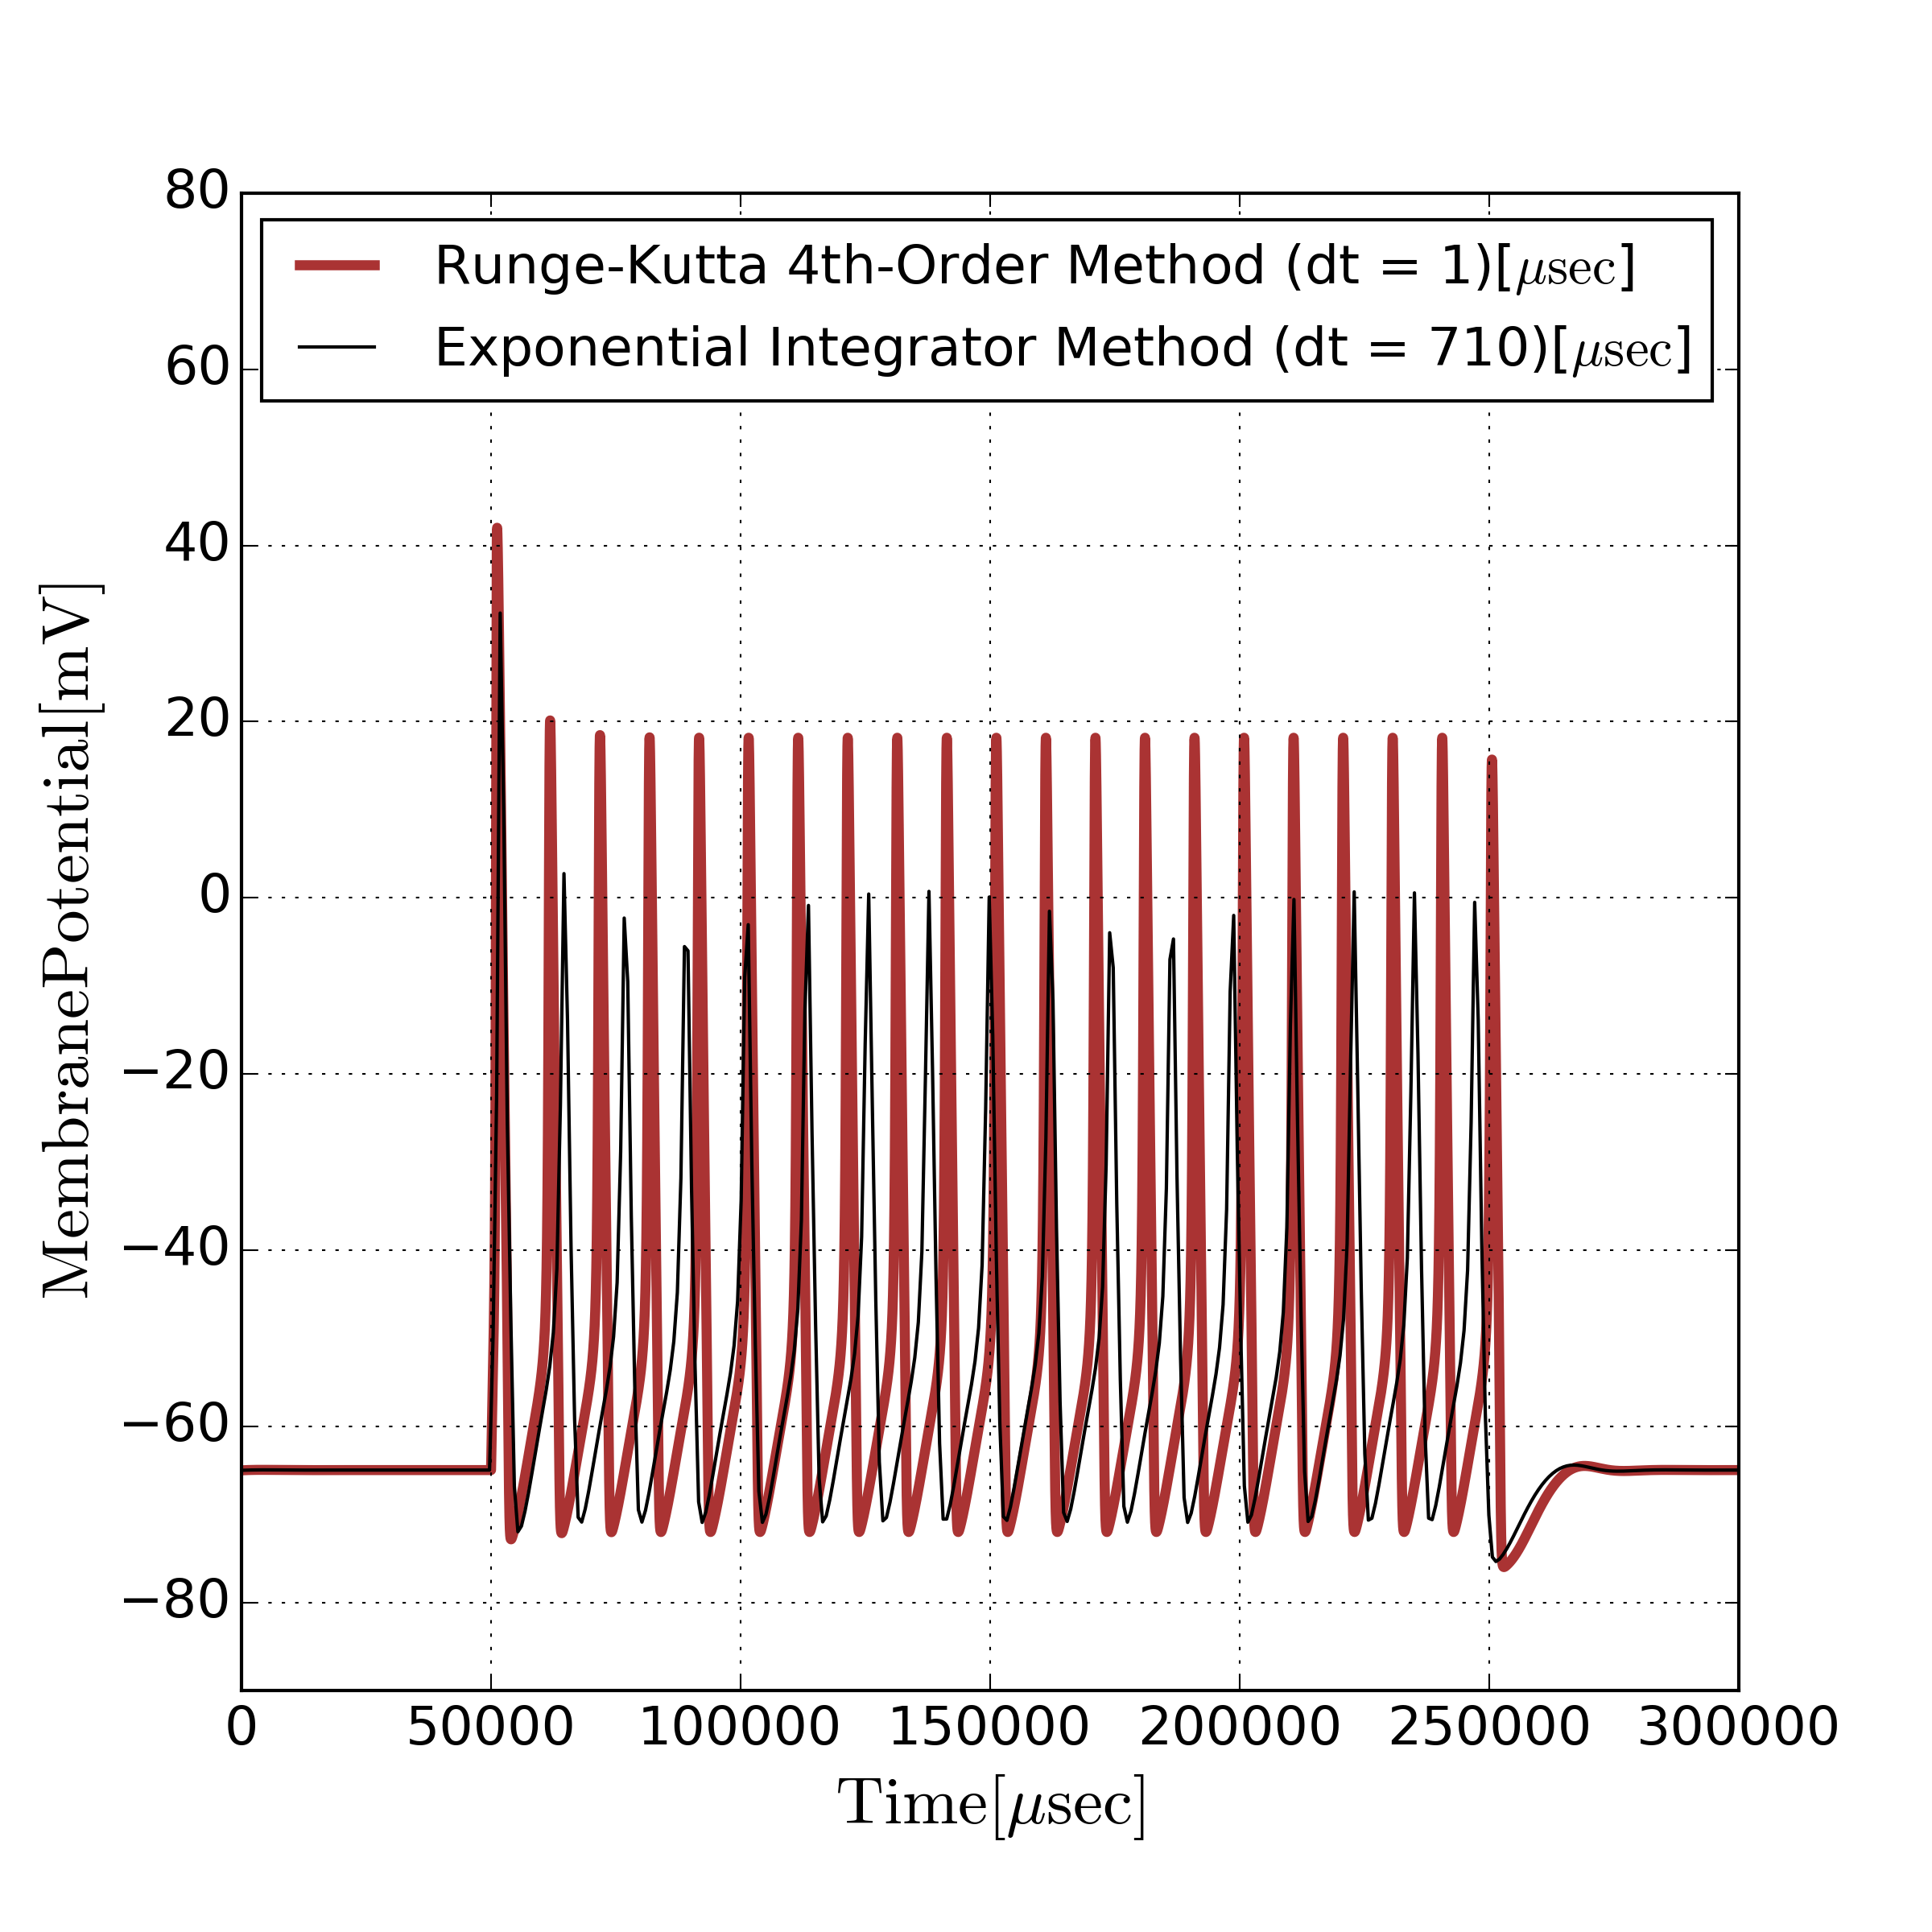 80
Runge-Kutta 4th-Order Method (dt = 1)[μsec]
Exponential Integrator Method (dt = 710)[μsec]
60
40
20
0
−20
−40
−60
−80
MembranePotential[mV]
0 50000 100000 150000 200000 250000 300000
Time[μsec]